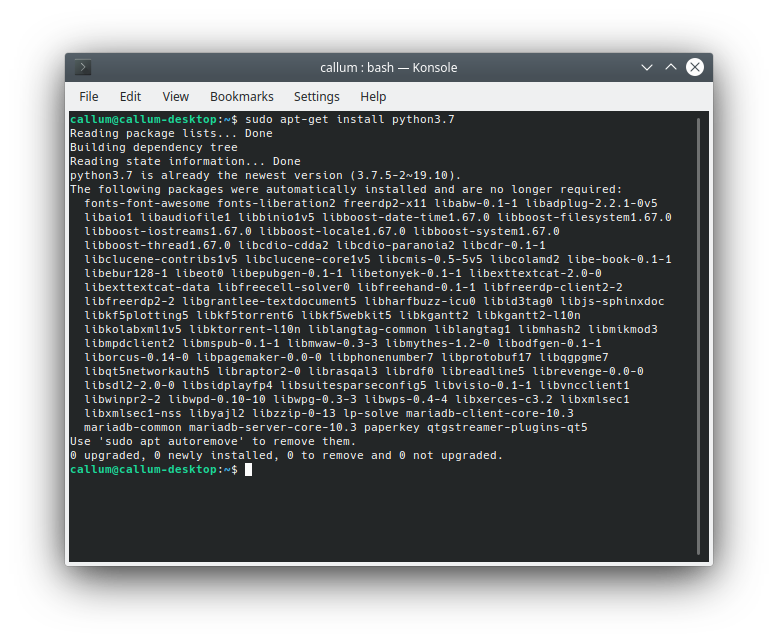 callum : bash — Konsole
File Edit View Bookmarks Settings Help
callum@callum-desktop:~$ sudo apt-get install python3.7
Reading package lists... Done
Building dependency tree
Reading state information... Done
python3.7 is already the newest version (3.7.5-2~19.10).
The following packages were automatically installed and are no longer required:
fonts-font-awesome fonts-liberation2 freerdp2-x11 libabw-0.1-1 libadplug-2.2.1-0v5
libaio1 libaudiofile1 libbinio1v5 libboost-date-time1.67.0 libboost-filesystem1.67.0
libboost-iostreams1.67.0 libboost-locale1.67.0 libboost-system1.67.0
libboost-thread1.67.0 libcdio-cdda2 libcdio-paranoia2 libcdr-0.1-1
libclucene-contribs1v5 libclucene-core1v5 libcmis-0.5-5v5 libcolamd2 libe-book-0.1-1
libebur128-1 libeot0 libepubgen-0.1-1 libetonyek-0.1-1 libexttextcat-2.0-0
libexttextcat-data libfreecell-solver0 libfreehand-0.1-1 libfreerdp-client2-2
libfreerdp2-2 libgrantlee-textdocument5 libharfbuzz-icu0 libid3tag0 libjs-sphinxdoc
libkf5plotting5 libkf5torrent6 libkf5webkit5 libkgantt2 libkgantt2-l10n
libkolabxml1v5 libktorrent-l10n liblangtag-common liblangtag1 libmhash2 libmikmod3
libmpdclient2 libmspub-0.1-1 libmwaw-0.3-3 libmythes-1.2-0 libodfgen-0.1-1
liborcus-0.14-0 libpagemaker-0.0-0 libphonenumber7 libprotobuf17 libqgpgme7
libqt5networkauth5 libraptor2-0 librasqal3 librdf0 libreadline5 librevenge-0.0-0
libsdl2-2.0-0 libsidplayfp4 libsuitesparseconfig5 libvisio-0.1-1 libvncclient1
libwinpr2-2 libwpd-0.10-10 libwpg-0.3-3 libwps-0.4-4 libxerces-c3.2 libxmlsec1
libxmlsec1-nss libyajl2 libzzip-0-13 lp-solve mariadb-client-core-10.3
mariadb-common mariadb-server-core-10.3 paperkey qtgstreamer-plugins-qt5
Use 'sudo apt autoremove' to remove them.
0 upgraded, 0 newly installed, 0 to remove and 0 not upgraded.
callum@callum-desktop:~$